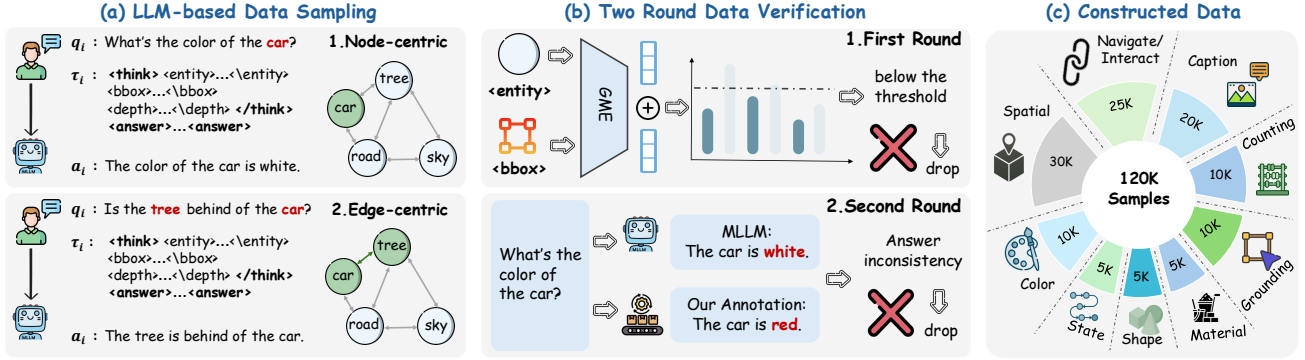 (a) LLM-based Data Sampling
q_i : What's the color of the car?
1.Node-centric
τ_i : <think> <entity>...<\entity>
<bbox>...<\bbox>
<depth>...<\depth> </think>
<answer>...<answer>
a_i : The color of the car is white.
MLLM
tree
car
road
sky
q_i : Is the tree behind of the car?
2.Edge-centric
τ_i : <think> <entity>...<\entity>
<bbox>...<\bbox>
<depth>...<\depth> </think>
<answer>...<answer>
a_i : The tree is behind of the car.
MLLM
tree
car
road
sky
(b) Two Round Data Verification
1.First Round
<entity>
<bbox>
GME
+
below the
threshold
drop
2.Second Round
What's the
color of
the car?
MLLM
MLLM:
The car is white.
Our Annotation:
The car is red.
Answer
inconsistency
drop
(c) Constructed Data
Navigate/
Interact
25K
Caption
20K
Counting
10K
Grounding
10K
Material
5K
Shape
5K
State
5K
Color
10K
Spatial
30K
120K
Samples